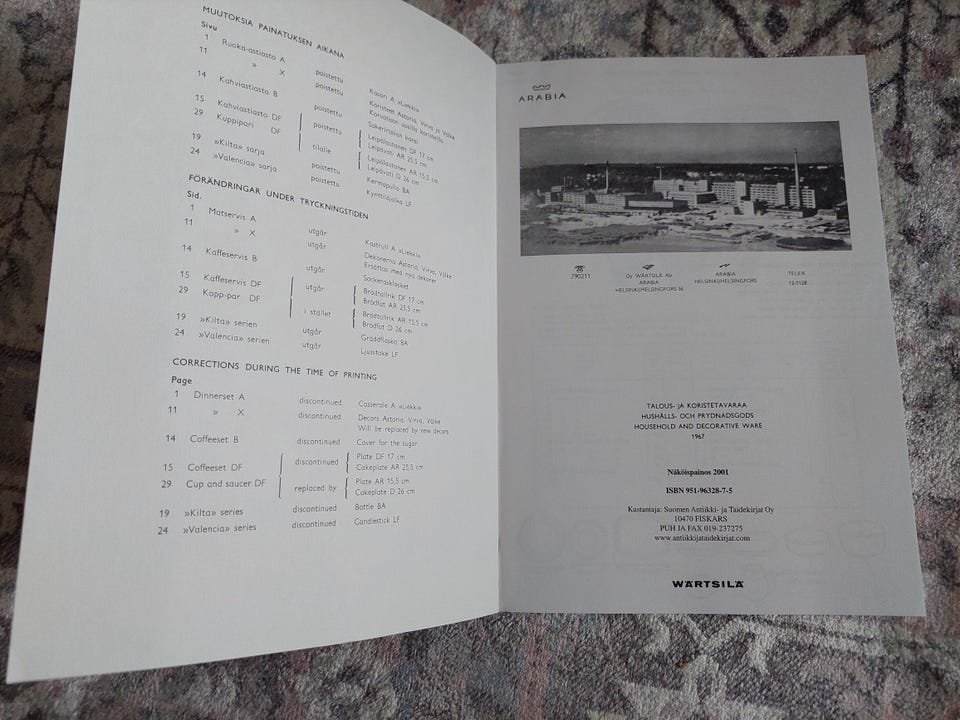 MUUTOKSIA PAINATUKSEN AIKANA
Sivu
1 Ruoka-astiasto A poistettu Kasari A »Liekki»
11 » X poistettu Koristeet Astoria, Virva ja Välke
Korvataan uusilla koristeilla
14 Kahviastiasto B poistettu Sokerirasian kansi
15 Kahviastiasto DF poistettu Leipälautanen DF 17 cm
Leipävati AR 25,5 cm
29 Kuppipari DF tilalle Leipälautanen AR 15,5 cm
Leipävati D 26 cm
19 »Kilta» sarja poistettu Kermapullo BA
24 »Valencia» sarja poistettu Kynttilänjalka LF
FÖRÄNDRINGAR UNDER TRYCKNINGSTIDEN
Sid.
1 Matservis A utgår Kastrull A »Liekki»
11 » X utgår Dekorerna Astoria, Virva, Välke
Ersättas med nya dekorer
14 Kaffeservis B utgår Sockerasklocket
15 Kaffeservis DF utgår Brödtallrik DF 17 cm
Brödfat AR 25,5 cm
29 Kopp-par DF i stället Brödtallrik AR 15,5 cm
Brödfat D 26 cm
19 »Kilta» serien utgår Gräddflaska BA
24 »Valencia» serien utgår Ljusstake LF
CORRECTIONS DURING THE TIME OF PRINTING
Page
1 Dinnerset A discontinued Casserole A »Liekki»
11 » X discontinued Decors Astoria, Virva, Välke
Will be replaced by new decors
14 Coffeeset B discontinued Cover for the sugar
15 Coffeeset DF discontinued Plate DF 17 cm
Cakeplate AR 25,5 cm
29 Cup and saucer DF replaced by Plate AR 15,5 cm
Cakeplate D 26 cm
19 »Kilta» series discontinued Bottle BA
24 »Valencia» series discontinued Candlestick LF
ARABIA
790211 Oy WÄRTSILÄ Ab ARABIA TELEX
ARABIA HELSINKI/HELSINGFORS 12-1128
HELSINKI/HELSINGFORS 56
TALOUS- JA KORISTETAVARAA
HUSHÅLLS- OCH PRYDNADSGODS
HOUSEHOLD AND DECORATIVE WARE
1967
Näköispainos 2001
ISBN 951-96328-7-5
Kustantaja: Suomen Antiikki- ja Taidekirjat Oy
10470 FISKARS
PUH JA FAX 019-237275
www.antiikkijataidekirjat.com
WÄRTSILÄ